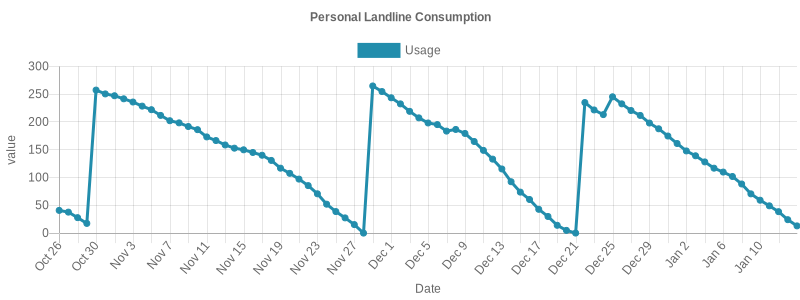 Personal Landline Consumption
Usage
300
250
200
150
100
50
0
value
Oct 26
Oct 30
Nov 3
Nov 7
Nov 11
Nov 15
Nov 19
Nov 23
Nov 27
Dec 1
Dec 5
Dec 9
Dec 13
Dec 17
Dec 21
Dec 25
Dec 29
Jan 2
Jan 6
Jan 10
Date